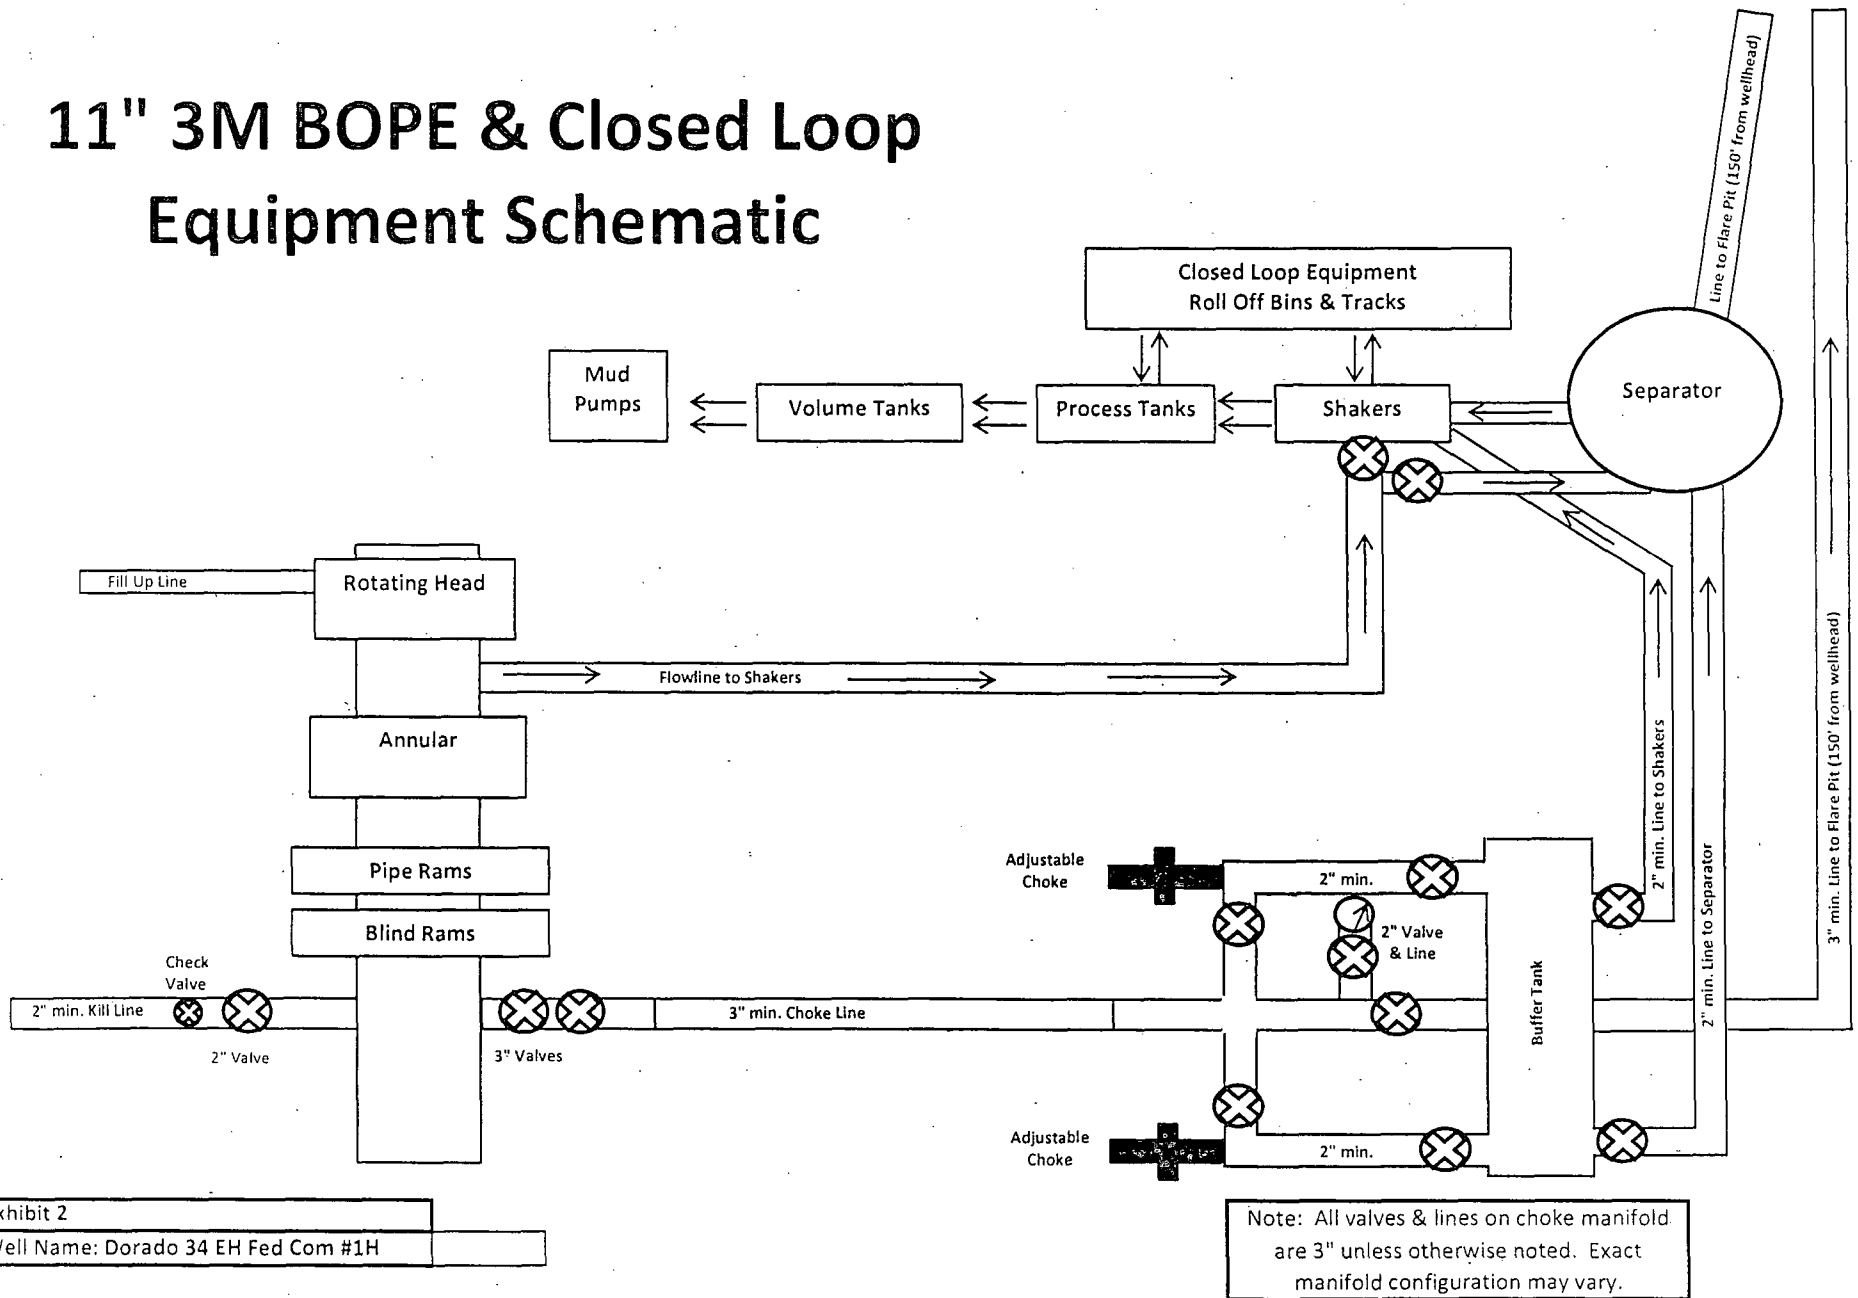 11" 3M BOPE & Closed Loop
Equipment Schematic
Line to Flare Pit (150' from wellhead)
Closed Loop Equipment
Roll Off Bins & Tracks
Mud
Pumps
Volume Tanks
Process Tanks
Shakers
Separator
Fill Up Line
Rotating Head
Flowline to Shakers
Annular
Pipe Rams
Blind Rams
Check
Valve
2" min. Kill Line
2" Valve
3" Valves
3" min. Choke Line
Adjustable
Choke
2" min.
2" Valve
& Line
Buffer Tank
2" min. Line to Shakers
2" min. Line to Separator
3" min. Line to Flare Pit (150' from wellhead)
Adjustable
Choke
2" min.
xhibit 2
Well Name: Dorado 34 EH Fed Com #1H
Note: All valves & lines on choke manifold
are 3" unless otherwise noted. Exact
manifold configuration may vary.